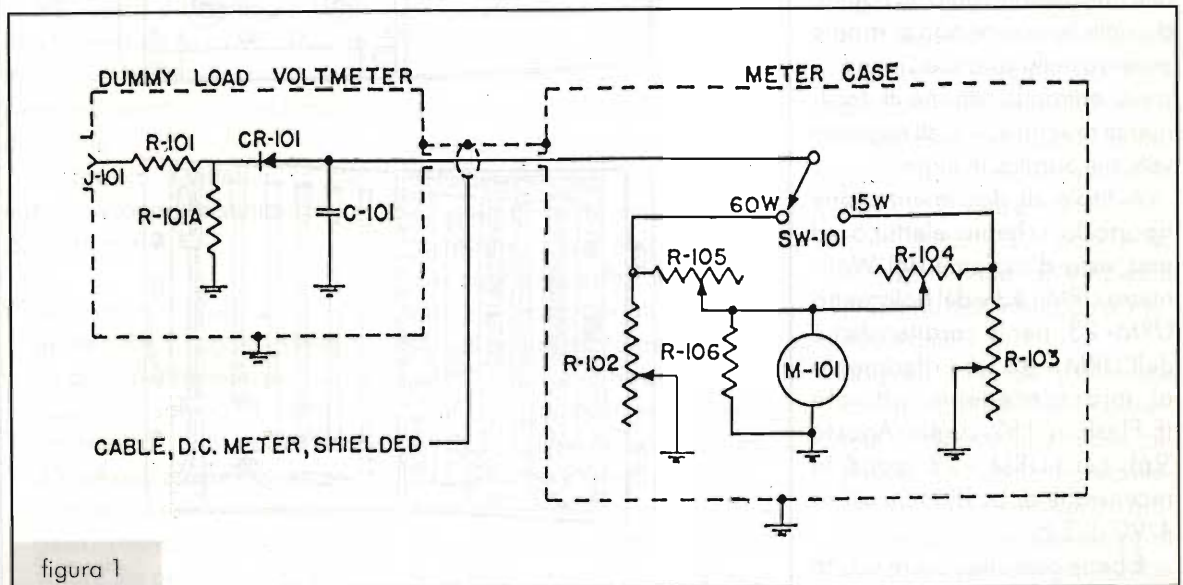 DUMMY LOAD VOLTMETER
METER CASE
R-101
CR-101
J-101
R-101A
C-101
60W
15W
SW-101
R-105
R-104
R-102
R-106
M-101
R-103
CABLE, D.C. METER, SHIELDED
figura 1